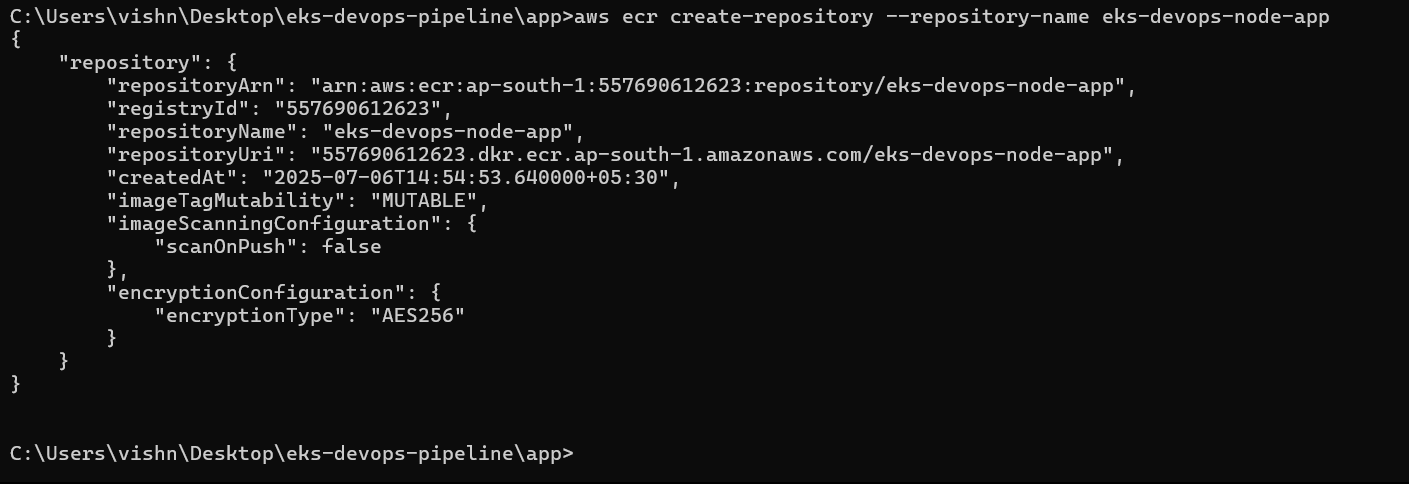 C:\Users\vishn\Desktop\eks-devops-pipeline\app>aws ecr create-repository --repository-name eks-devops-node-app
{
    "repository": {
        "repositoryArn": "arn:aws:ecr:ap-south-1:557690612623:repository/eks-devops-node-app",
        "registryId": "557690612623",
        "repositoryName": "eks-devops-node-app",
        "repositoryUri": "557690612623.dkr.ecr.ap-south-1.amazonaws.com/eks-devops-node-app",
        "createdAt": "2025-07-06T14:54:53.640000+05:30",
        "imageTagMutability": "MUTABLE",
        "imageScanningConfiguration": {
            "scanOnPush": false
        },
        "encryptionConfiguration": {
            "encryptionType": "AES256"
        }
    }
}
C:\Users\vishn\Desktop\eks-devops-pipeline\app>